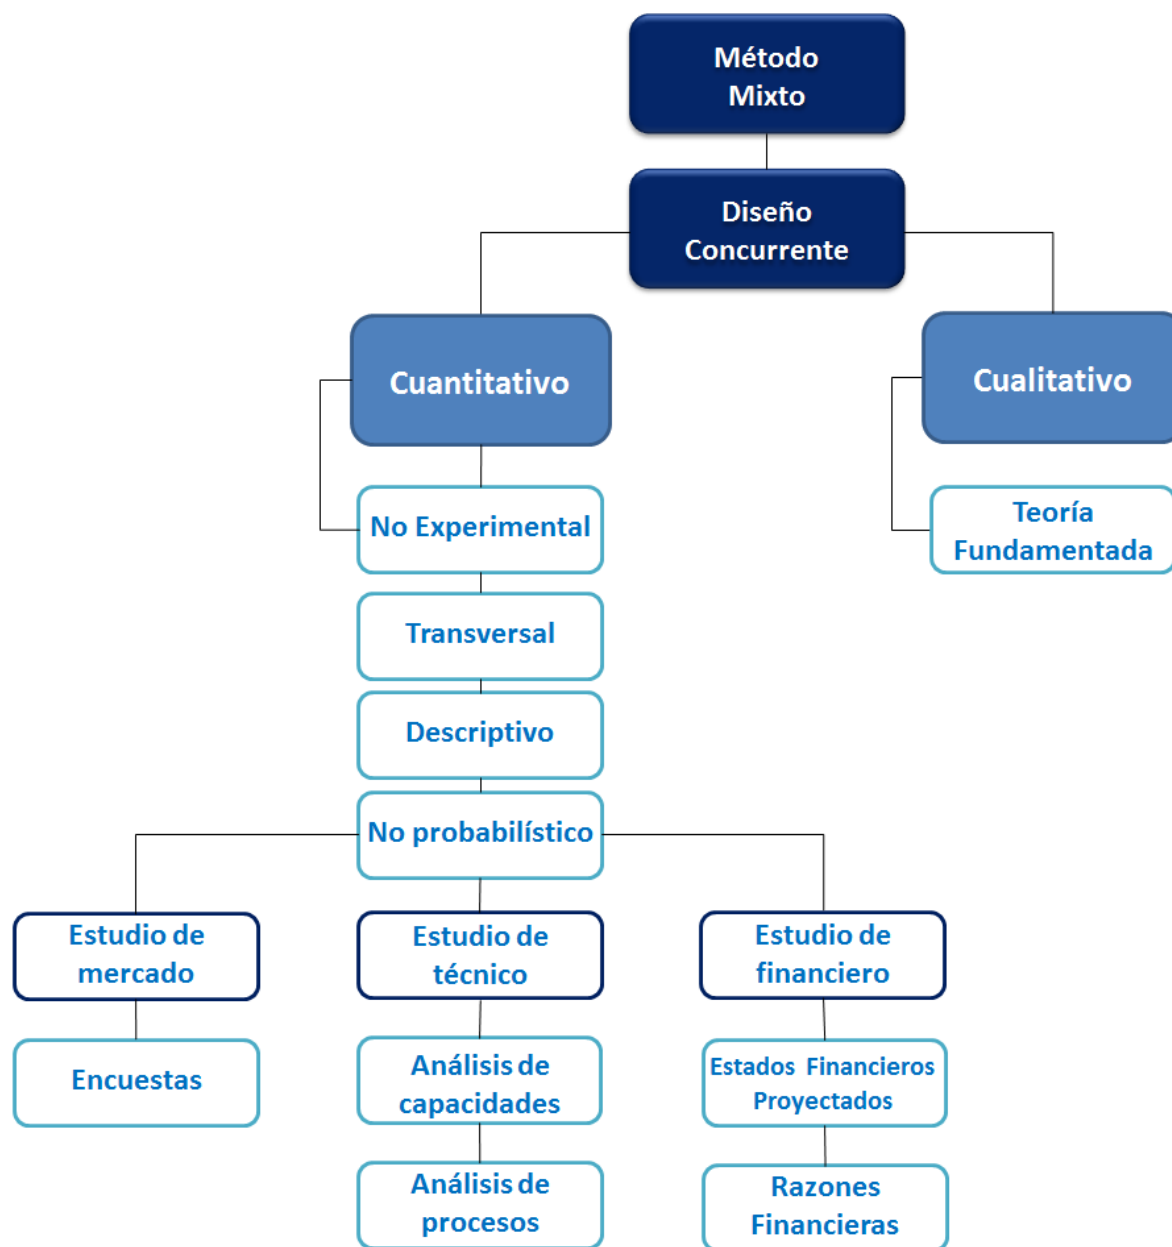 Método
Mixto
Diseño
Concurrente
Cuantitativo
Cualitativo
No Experimental
Teoría
Fundamentada
Transversal
Descriptivo
No probabilístico
Estudio de
mercado
Estudio de
técnico
Estudio de
financiero
Encuestas
Análisis de
capacidades
Estados Financieros
Proyectados
Análisis de
procesos
Razones
Financieras